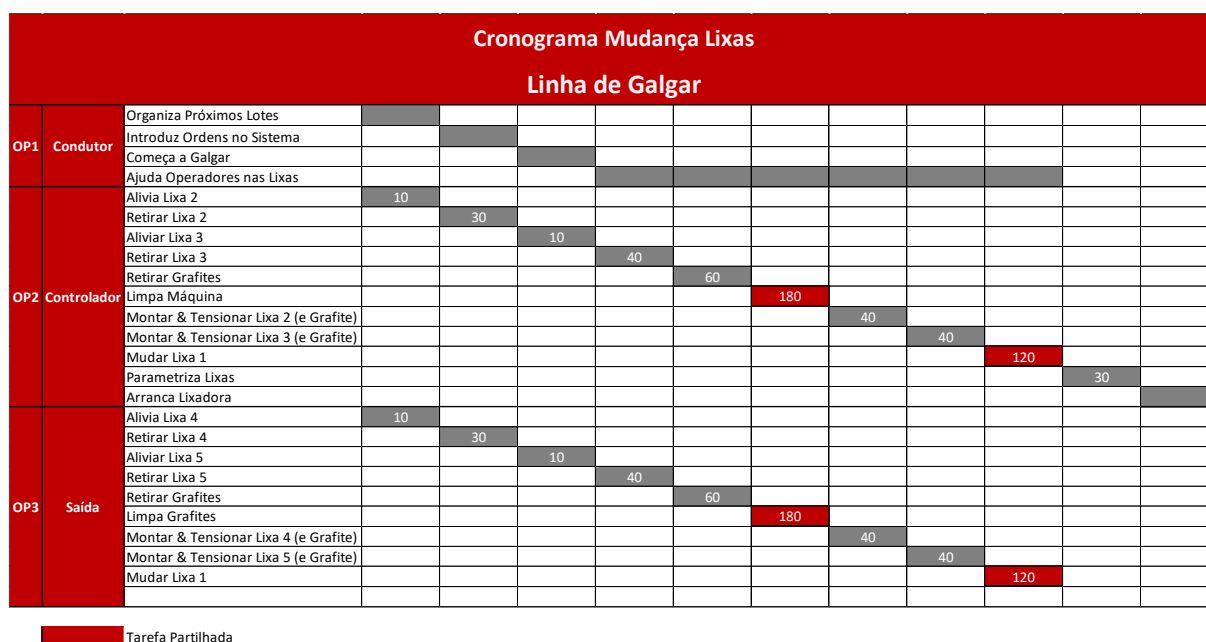 Cronograma Mudança Lixas
Linha de Galgar
OP1 Condutor
Organiza Próximos Lotes
Introduz Ordens no Sistema
Começa a Galgar
Ajuda Operadores nas Lixas
OP2 Controlador
Alivia Lixa 2 10
Retirar Lixa 2 30
Aliviar Lixa 3 10
Retirar Lixa 3 40
Retirar Grafites 60
Limpa Máquina 180
Montar & Tensionar Lixa 2 (e Grafite) 40
Montar & Tensionar Lixa 3 (e Grafite) 40
Mudar Lixa 1 120
Parametriza Lixas 30
Arranca Lixadora
OP3 Saída
Alivia Lixa 4 10
Retirar Lixa 4 30
Aliviar Lixa 5 10
Retirar Lixa 5 40
Retirar Grafites 60
Limpa Grafites 180
Montar & Tensionar Lixa 4 (e Grafite) 40
Montar & Tensionar Lixa 5 (e Grafite) 40
Mudar Lixa 1 120
Tarefa Partilhada